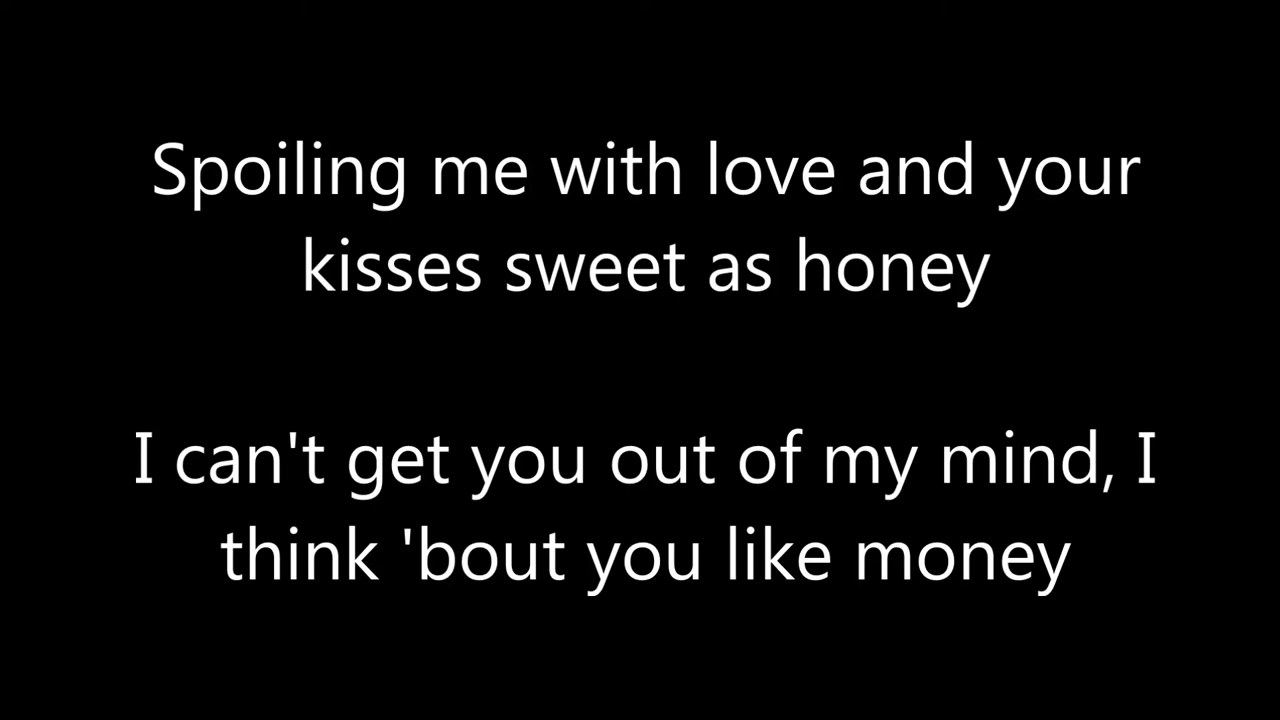 Spoiling me with love and your
kisses sweet as honey
I can't get you out of my mind, I
think 'bout you like money